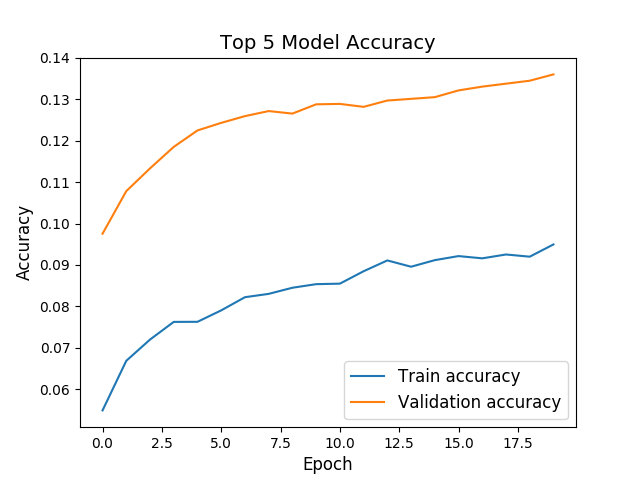 Top 5 Model Accuracy
0.14
0.13
0.12
0.11
0.10
0.09
0.08
0.07
0.06
Accuracy
Train accuracy
Validation accuracy
0.0 2.5 5.0 7.5 10.0 12.5 15.0 17.5
Epoch